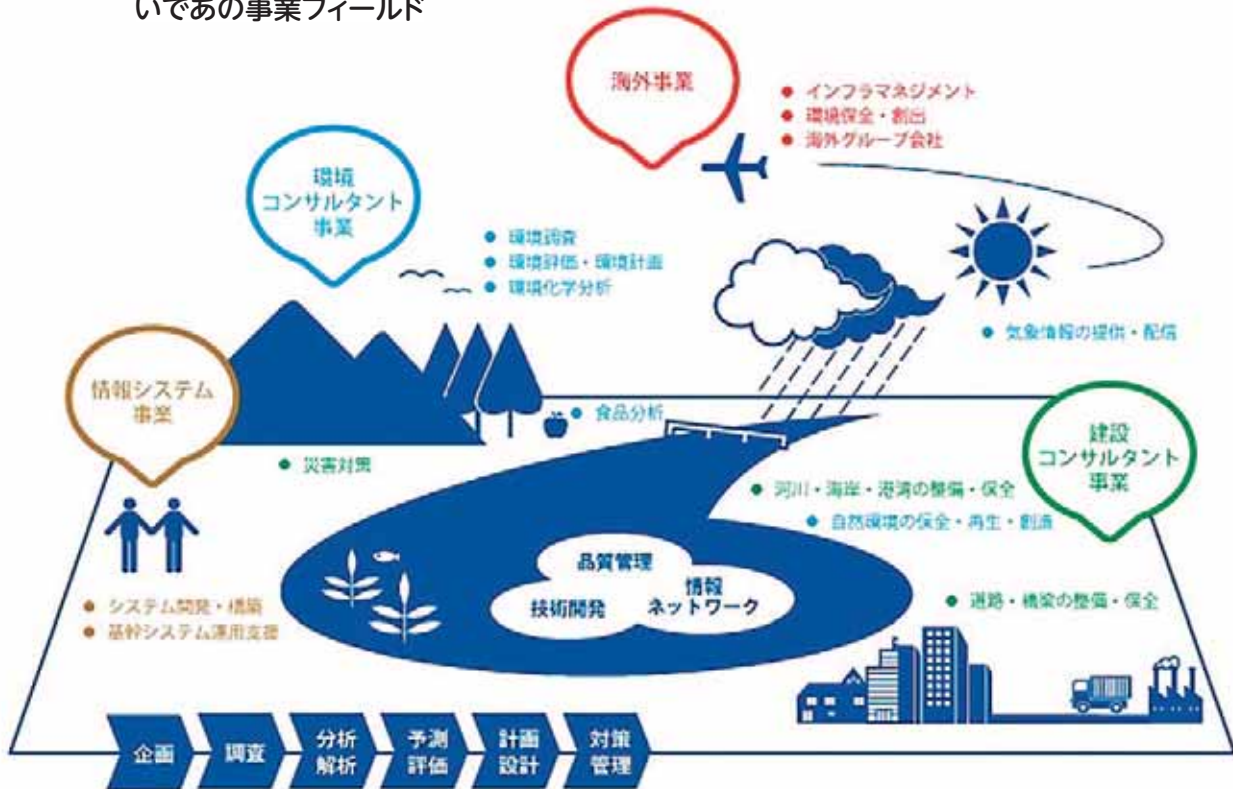 いであの事業フィールド
海外事業
● インフラマネジメント
● 環境保全・創出
● 海外グループ会社
環境
コンサルタント
事業
● 環境調査
● 環境評価・環境計画
● 環境化学分析
● 気象情報の提供・配信
情報システム
事業
● 食品分析
● 災害対策
建設
コンサルタント
事業
● 河川・海岸・港湾の整備・保全
● 自然環境の保全・再生・創造
品質管理
技術開発
情報
ネットワーク
● システム開発・構築
● 基幹システム運用支援
● 道路・橋梁の整備・保全
企画
調査
分析
解析
予測
評価
計画
設計
対策
管理